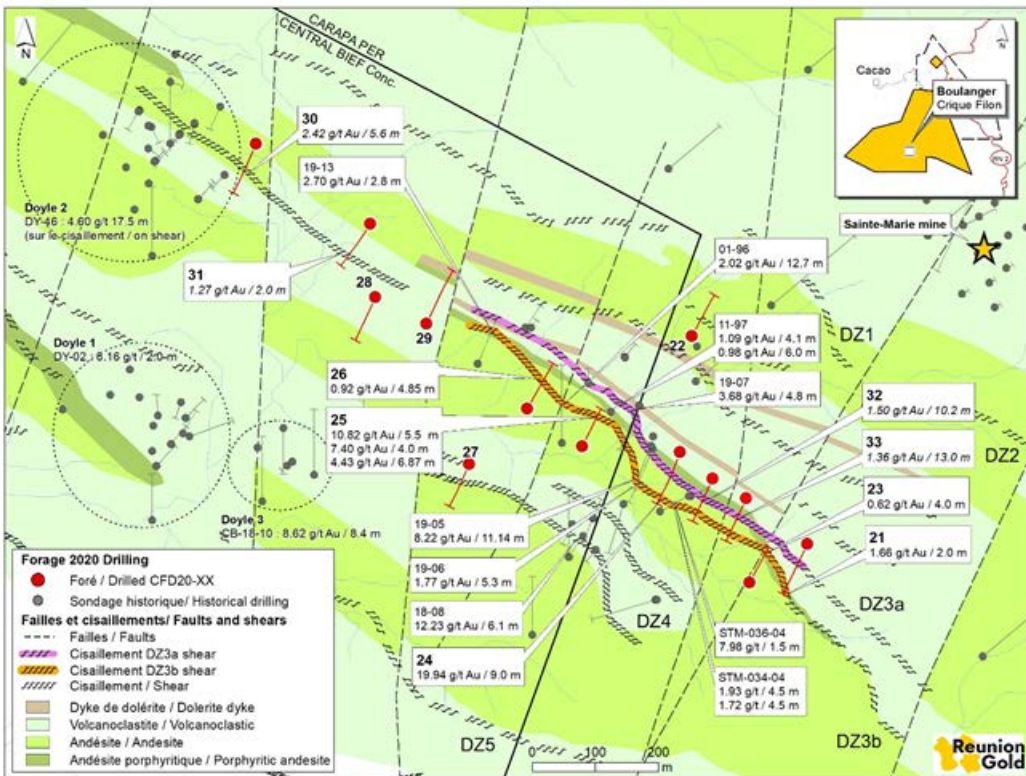 N
CARAPA PER
CENTRAL BIEF Conc.
N
Cacao
Boulanger
Crique Filon
RN 2
30
2.42 g/t Au / 5.6 m
19-13
2.70 g/t Au / 2.8 m
Doyle 2
DY-46 : 4.60 g/t 17.5 m
(sur le cisaillement / on shear)
Sainte-Marie mine
01-96
2.02 g/t Au / 12.7 m
31
1.27 g/t Au / 2.0 m
28
29
22
DZ1
11-97
1.09 g/t Au / 4.1 m
0.98 g/t Au / 6.0 m
Doyle 1
DY-02 : 6.16 g/t / 2.0 m
26
0.92 g/t Au / 4.85 m
19-07
3.68 g/t Au / 4.8 m
32
1.50 g/t Au / 10.2 m
25
10.82 g/t Au / 5.5 m
7.40 g/t Au / 4.0 m
4.43 g/t Au / 6.87 m
33
1.36 g/t Au / 13.0 m
DZ2
27
23
0.62 g/t Au / 4.0 m
Doyle 3
CB-18-10 : 8.62 g/t Au / 8.4 m
19-05
8.22 g/t Au / 11.14 m
21
1.66 g/t Au / 2.0 m
19-06
1.77 g/t Au / 5.3 m
DZ3a
18-08
12.23 g/t Au / 6.1 m
DZ4
STM-036-04
7.98 g/t / 1.5 m
24
19.94 g/t Au / 9.0 m
STM-034-04
1.93 g/t / 4.5 m
1.72 g/t / 4.5 m
DZ5
DZ3b
0 100 200
m
Forage 2020 Drilling
Foré / Drilled CFD20-XX
Sondage historique/ Historical drilling
Failles et cisaillements/ Faults and shears
Failles / Faults
Cisaillement DZ3a shear
Cisaillement DZ3b shear
Cisaillement / Shear
Dyke de dolérite / Dolerite dyke
Volcanoclastite / Volcanoclastic
Andésite / Andesite
Andésite porphyritique / Porphyritic andesite
Reunion
Gold